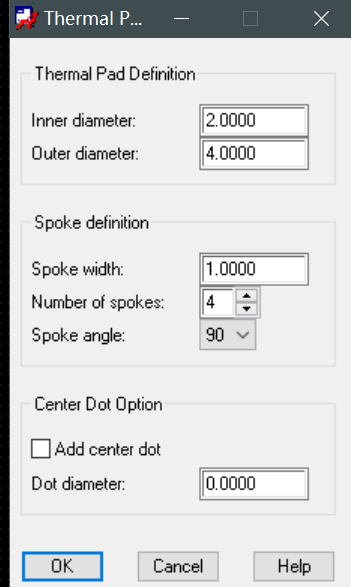 Thermal P...
Thermal Pad Definition
Inner diameter: 2.0000
Outer diameter: 4.0000
Spoke definition
Spoke width: 1.0000
Number of spokes: 4
Spoke angle: 90
Center Dot Option
Add center dot
Dot diameter: 0.0000
OK Cancel Help